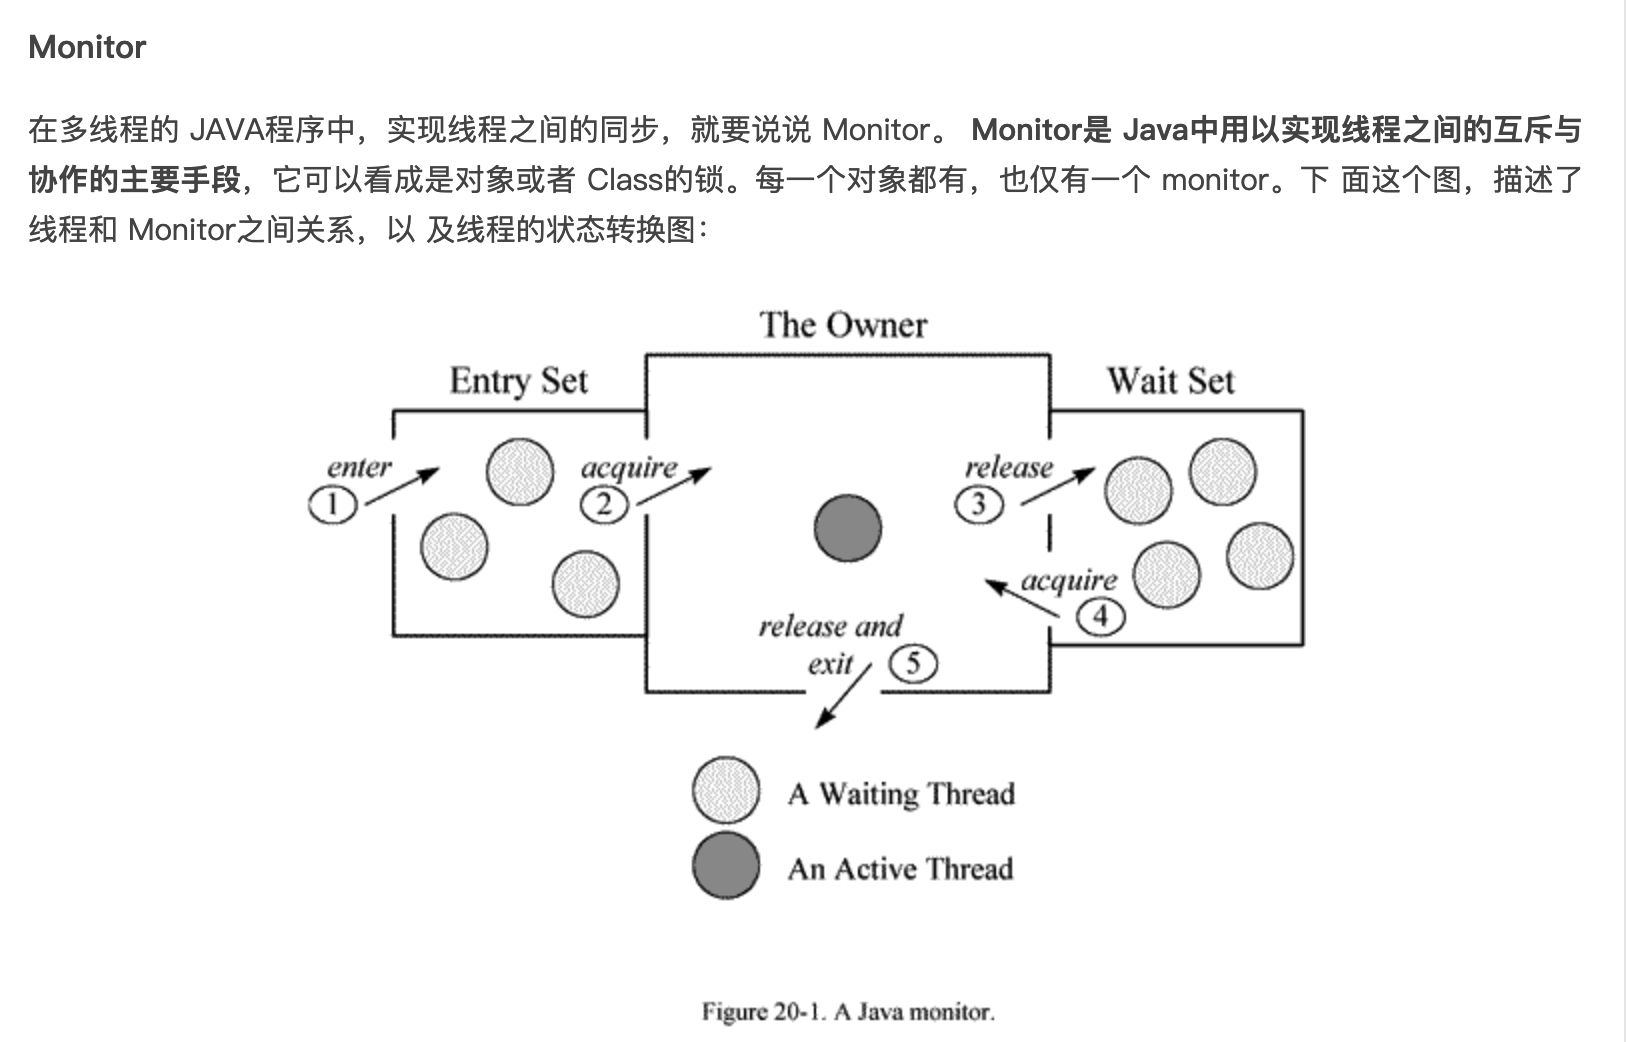 Monitor
在多线程的 JAVA程序中，实现线程之间的同步，就要说说 Monitor。 Monitor是 Java中用以实现线程之间的互斥与
协作的主要手段，它可以看成是对象或者 Class的锁。每一个对象都有，也仅有一个 monitor。下 面这个图，描述了
线程和 Monitor之间关系，以 及线程的状态转换图：
The Owner
Entry Set
Wait Set
enter
1
acquire
2
release
3
acquire
4
release and
exit
5
A Waiting Thread
An Active Thread
Figure 20-1. A Java monitor.